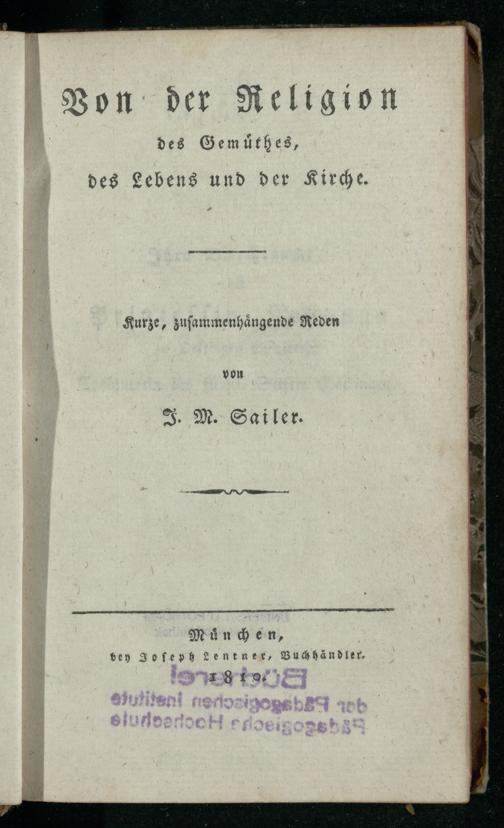 Von der Religion
des Gemüthes,
des Lebens und der Kirche.
Kurze, zusammenhängende Reden
von
J. M. Sailer.
München,
bey Joseph Lentner, Buchhändler.
1819.
Bücherei
der Pädagogischen Institute
Pädagogische Hochschule